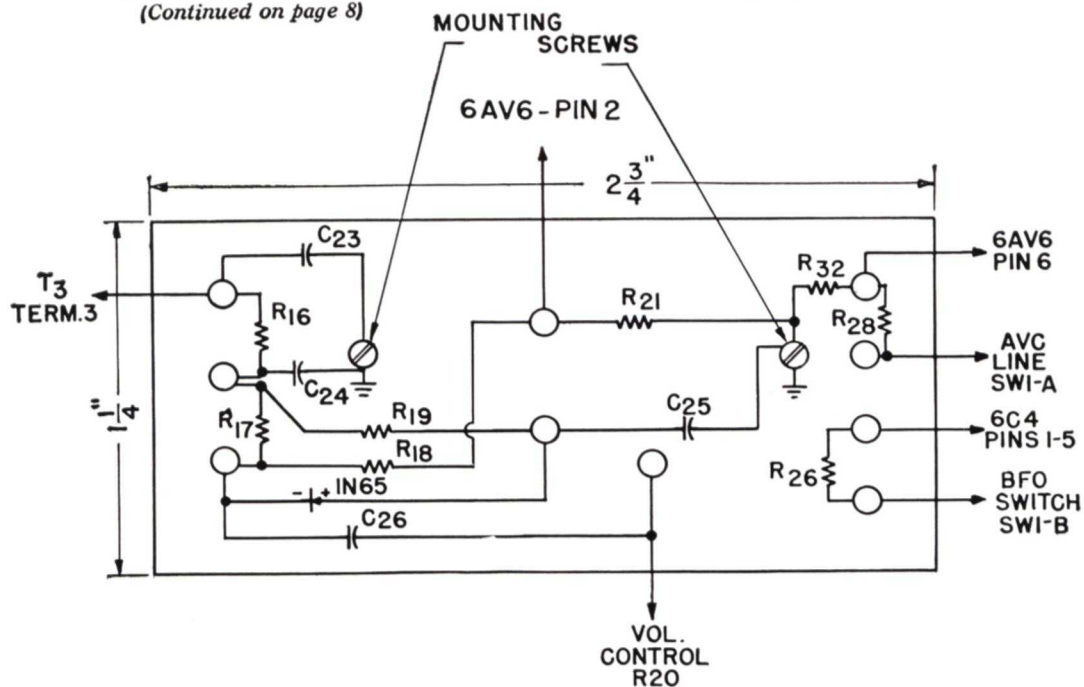 (Continued on page 8)
MOUNTING
SCREWS
6AV6-PIN 2
2 3/4"
C23
6AV6
PIN 6
R32
T3
TERM.3
R16
R21
R28
AVC
LINE
SW1-A
C24
1 1/4"
R19
C25
R17
6C4
PINS 1-5
R18
R26
- + IN65
BFO
SWITCH
SW1-B
C26
VOL.
CONTROL
R20